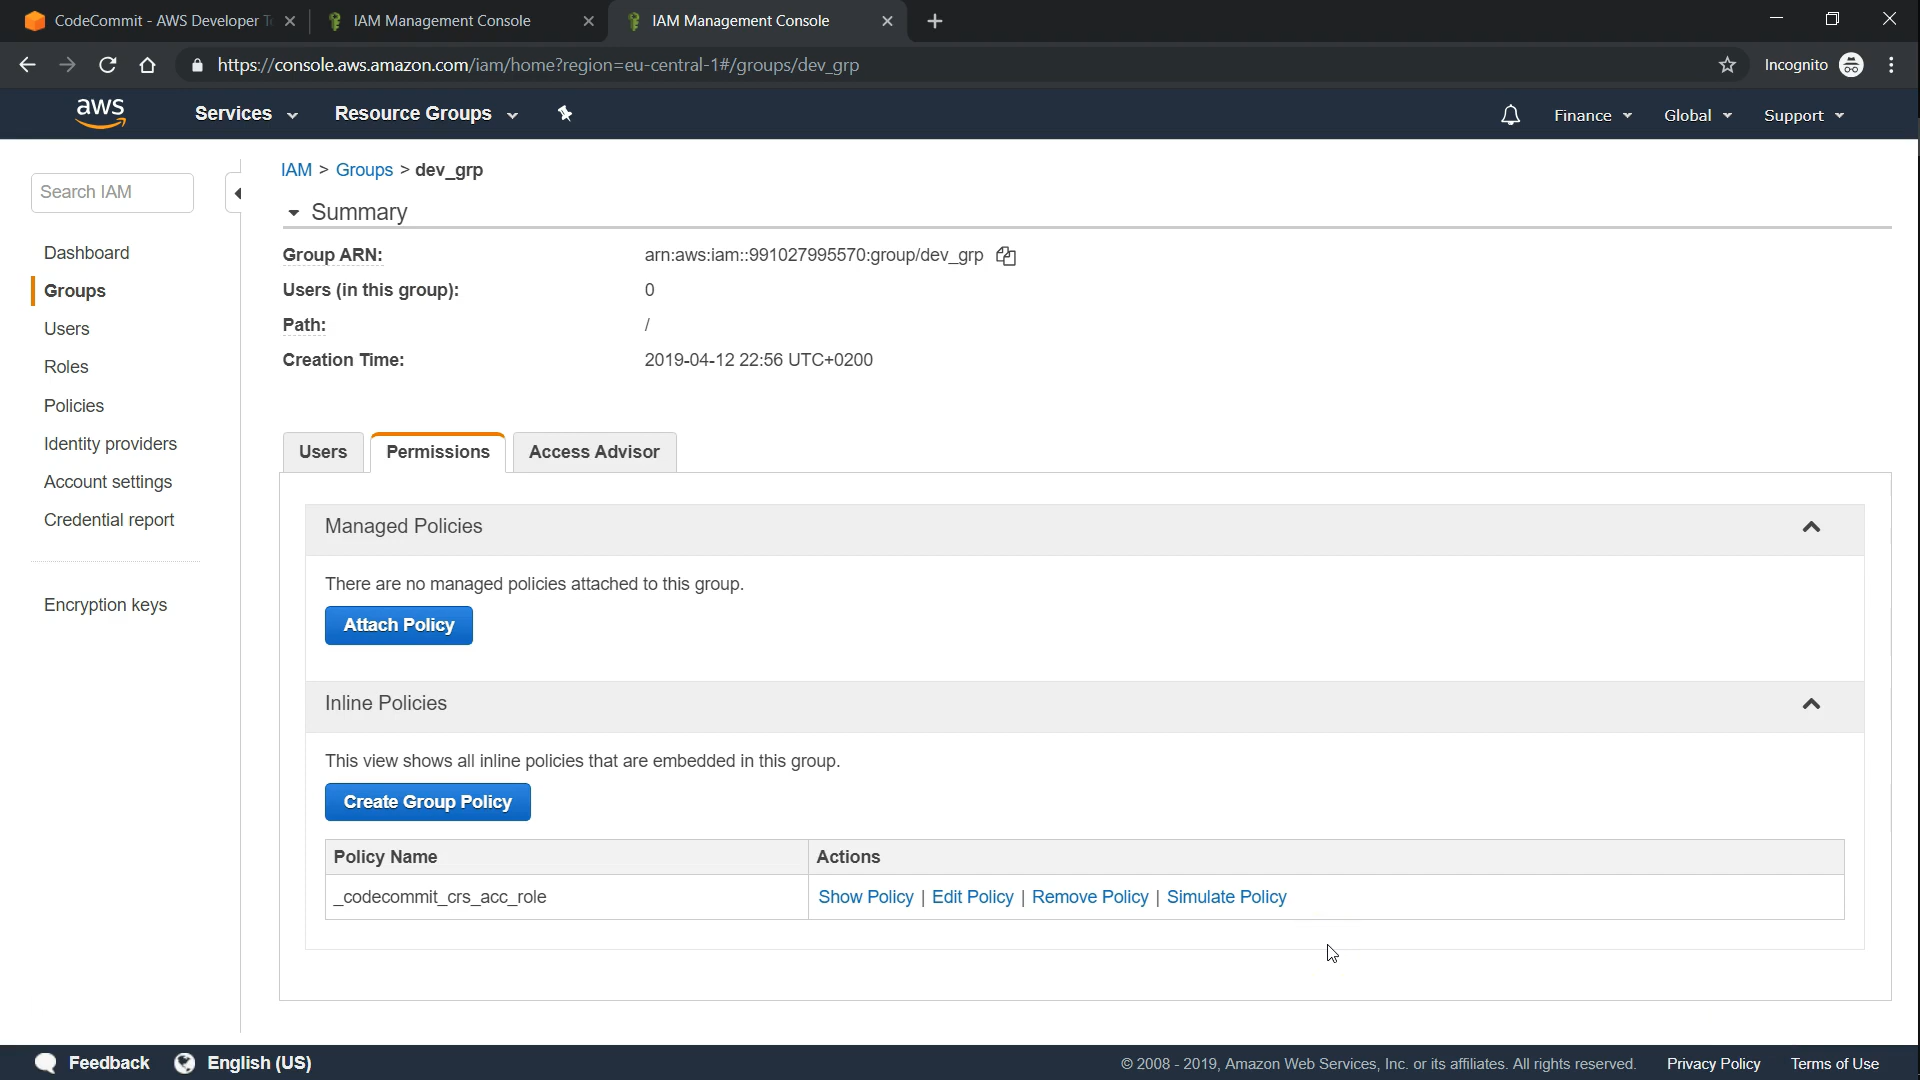 CodeCommit - AWS Developer T
IAM Management Console
IAM Management Console
https://console.aws.amazon.com/iam/home?region=eu-central-1#/groups/dev_grp
Incognito
aws
Services
Resource Groups
Finance
Global
Support
Search IAM
Dashboard
Groups
Users
Roles
Policies
Identity providers
Account settings
Credential report
Encryption keys
IAM > Groups > dev_grp
Summary
Group ARN: arn:aws:iam::991027995570:group/dev_grp
Users (in this group): 0
Path: /
Creation Time: 2019-04-12 22:56 UTC+0200
Users
Permissions
Access Advisor
Managed Policies
There are no managed policies attached to this group.
Attach Policy
Inline Policies
This view shows all inline policies that are embedded in this group.
Create Group Policy
Policy Name Actions
_codecommit_crs_acc_role Show Policy | Edit Policy | Remove Policy | Simulate Policy
Feedback
English (US)
© 2008 - 2019, Amazon Web Services, Inc. or its affiliates. All rights reserved.
Privacy Policy
Terms of Use